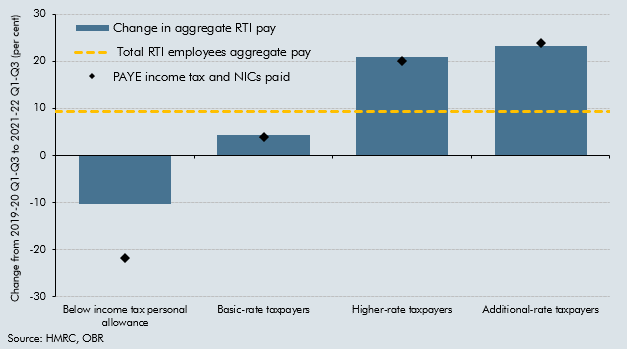 Change from 2019-20 Q1-Q3 to 2021-22 Q1-Q3 (per cent)
30
20
10
0
-10
-20
-30
Change in aggregate RTI pay
Total RTI employees aggregate pay
PAYE income tax and NICs paid
Below income tax personal
allowance
Basic-rate taxpayers
Higher-rate taxpayers
Additional-rate taxpayers
Source: HMRC, OBR